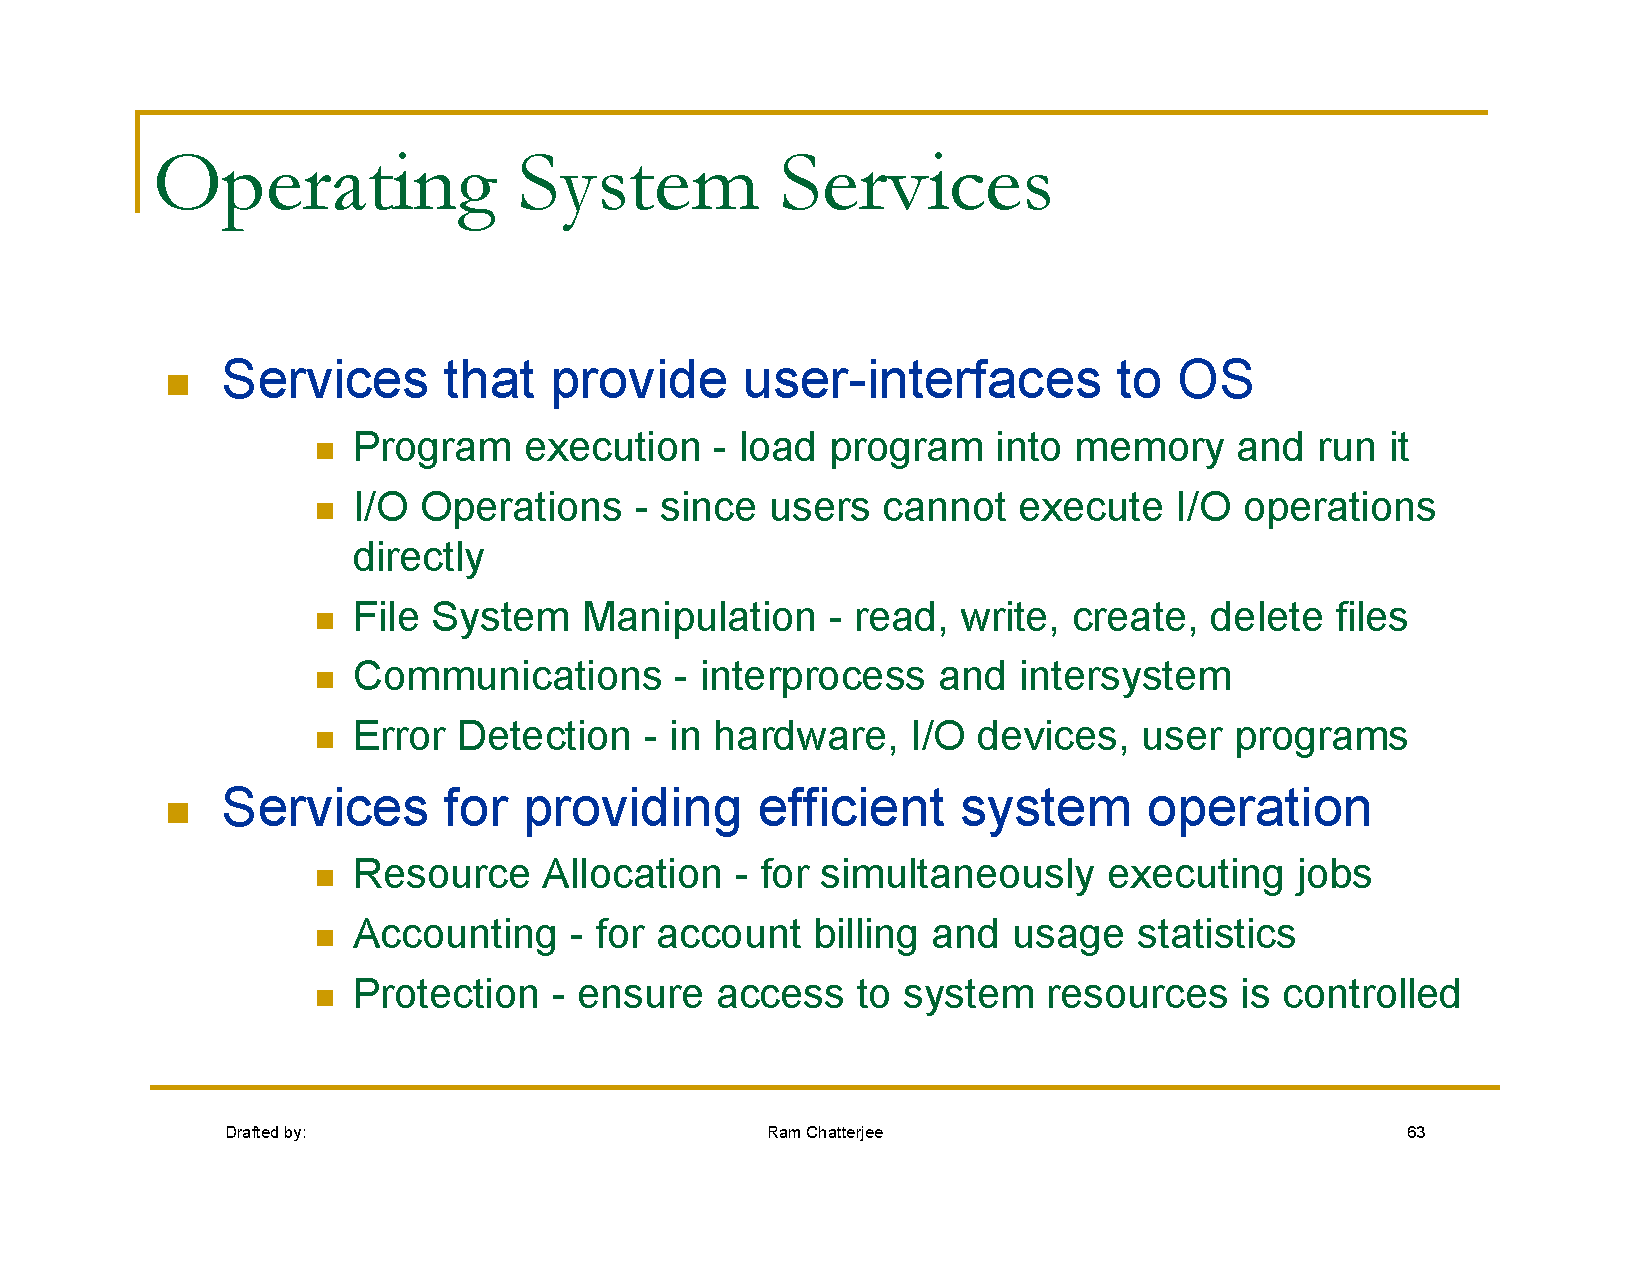 Operating System Services
Services that provide user-interfaces to OS
Program execution - load program into memory and run it
I/O Operations - since users cannot execute I/O operations
directly
File System Manipulation - read, write, create, delete files
Communications - interprocess and intersystem
Error Detection - in hardware, I/O devices, user programs
Services for providing efficient system operation
Resource Allocation - for simultaneously executing jobs
Accounting - for account billing and usage statistics
Protection - ensure access to system resources is controlled
Drafted by: Ram Chatterjee 63